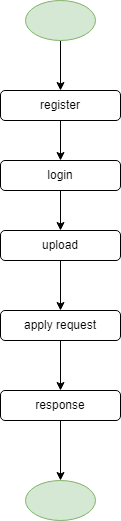 register
login
upload
apply request
response